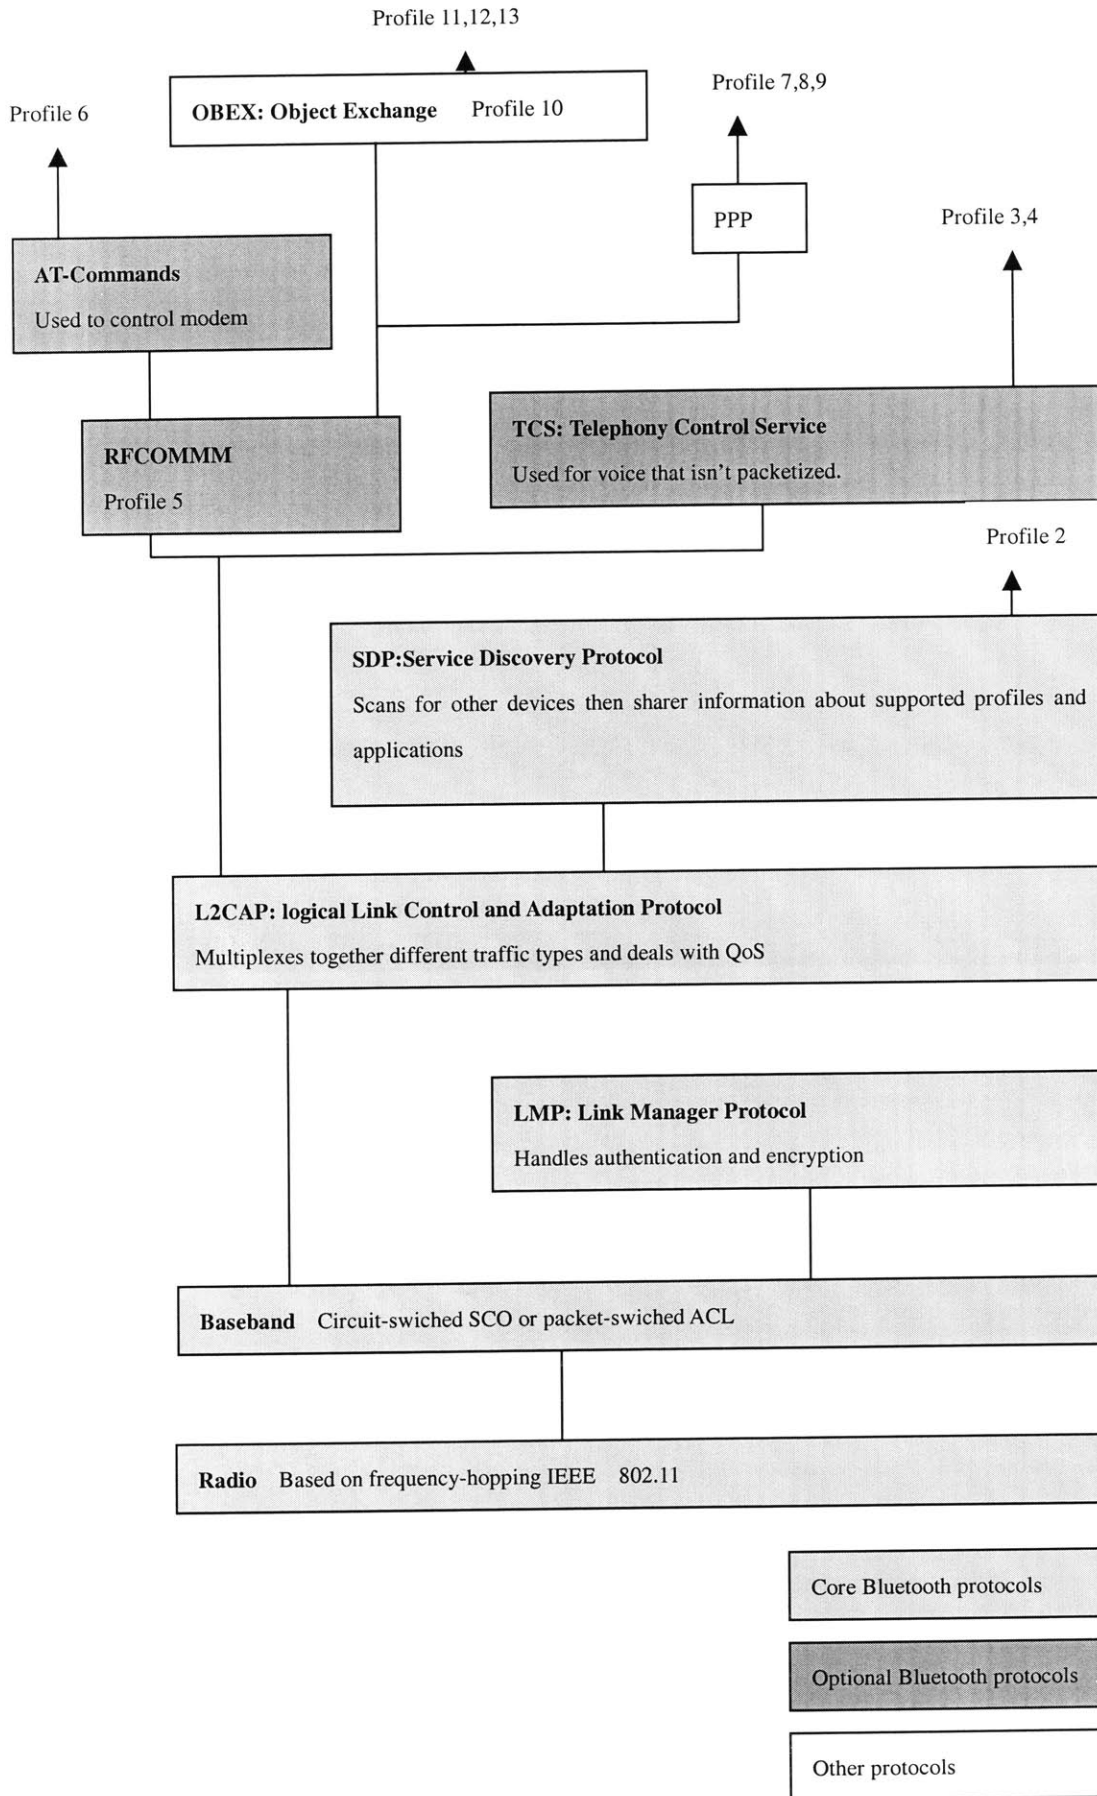 Profile 11,12,13
OBEX: Object Exchange Profile 10
Profile 7,8,9
Profile 6
PPP
Profile 3,4
AT-Commands
Used to control modem
TCS: Telephony Control Service
Used for voice that isn't packetized.
RFCOMMM
Profile 5
Profile 2
SDP:Service Discovery Protocol
Scans for other devices then sharer information about supported profiles and
applications
L2CAP: logical Link Control and Adaptation Protocol
Multiplexes together different traffic types and deals with QoS
LMP: Link Manager Protocol
Handles authentication and encryption
Baseband Circuit-swiched SCO or packet-swiched ACL
Radio Based on frequency-hopping IEEE 802.11
Core Bluetooth protocols
Optional Bluetooth protocols
Other protocols